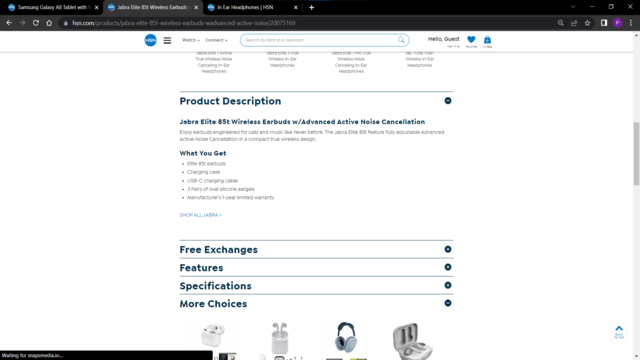 Samsung Galaxy A8 Tablet with V
Jabra Elite 85t Wireless Earbuds
In Ear Headphones | HSN
hsn.com/products/jabra-elite-85t-wireless-earbuds-wadvanced-active-noise/20075169
P
HSN
Watch
Connect
Search by item # or keyword
Hello, Guest
Jabra Elite 7 Active
True Wireless Noise
Canceling In-Ear
Headphones
Jabra Elite 3 True
Wireless In-Ear
Headphones
Jabra Elite 7 Pro True
Wireless Noise
Canceling In-Ear
Headphones
Wireless In-Ear
Headphones
Product Description
Jabra Elite 85t Wireless Earbuds w/Advanced Active Noise Cancellation
Enjoy earbuds engineered for calls and music like never before. The Jabra Elite 85t feature fully adjustable Advanced
Active Noise Cancellation in a compact true wireless design.
What You Get
• Elite 85t earbuds
• Charging case
• USB-C charging cable
• 3 Pairs of oval silicone eargels
• Manufacturer's 1-year limited warranty
SHOP ALL JABRA >
Free Exchanges
Features
Specifications
More Choices
BACK
TO TOP
Waiting for snapsmedia.io...